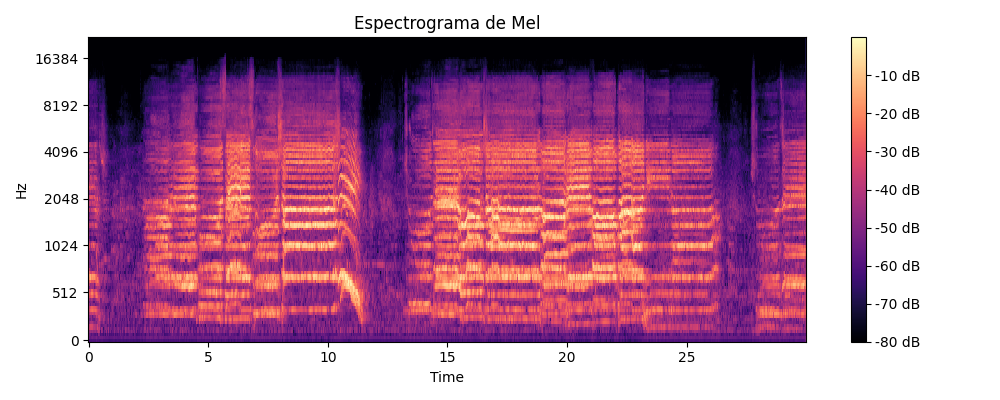 Espectrograma de Mel
16384
8192
4096
2048
1024
512
0
Hz
0 5 10 15 20 25
Time
-10 dB
-20 dB
-30 dB
-40 dB
-50 dB
-60 dB
-70 dB
-80 dB